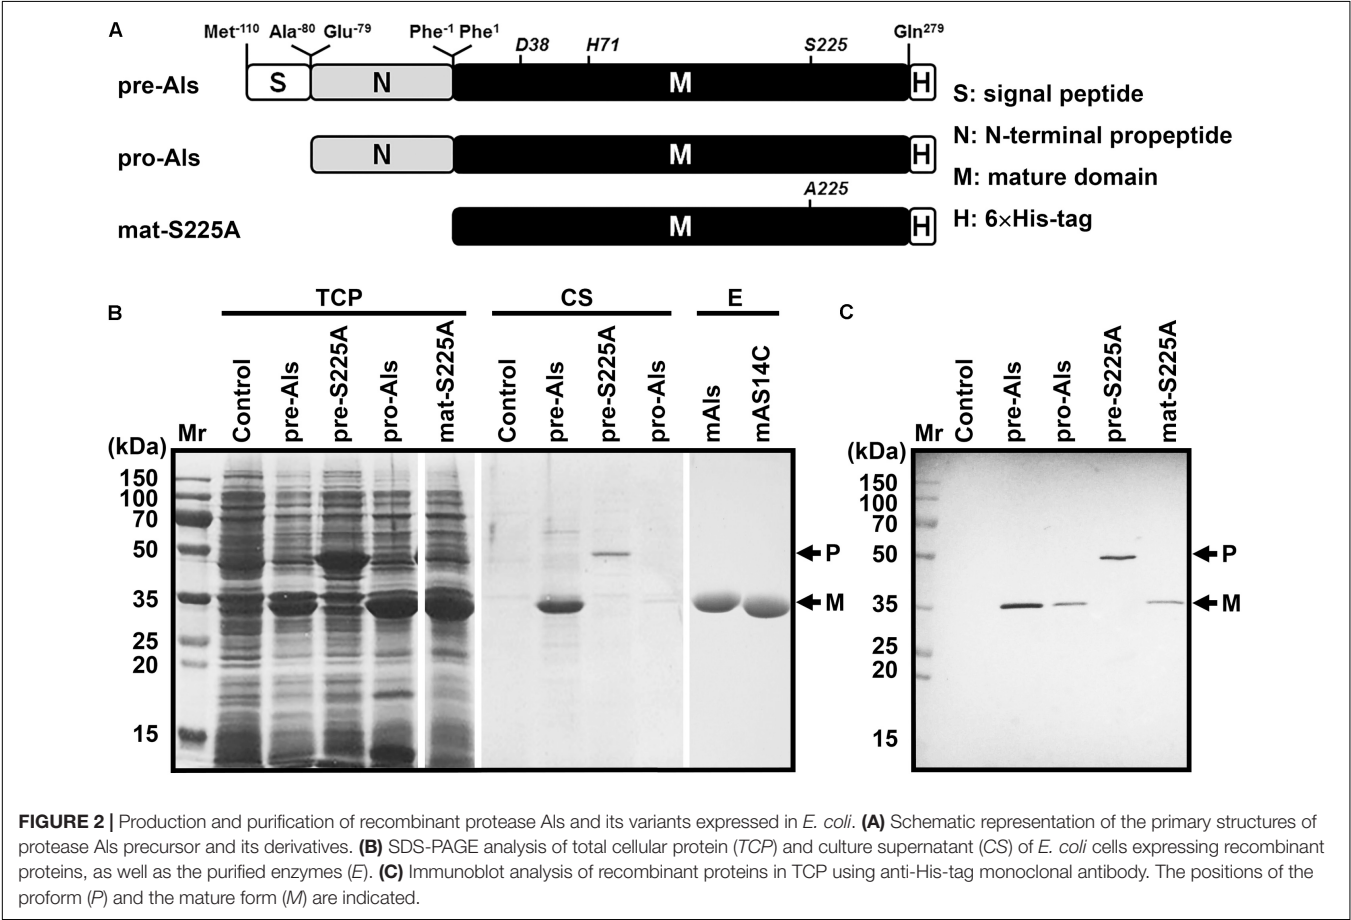 A
Met-110 Ala-80 Glu-79 Phe-1 Phe1 D38 H71 S225 Gln279
pre-Als S N M H
S: signal peptide
N: N-terminal propeptide
pro-Als N M H
M: mature domain
A225
mat-S225A M H
H: 6×His-tag
B
TCP CS E
Control pre-Als pre-S225A pro-Als mat-S225A Control pre-Als pre-S225A pro-Als mAls mAS14C
Mr
(kDa)
150
100
70
50
35
25
20
15
P
M
C
Control pre-Als pro-Als pre-S225A mat-S225A
Mr
(kDa)
150
100
70
50
35
25
20
15
P
M
FIGURE 2 | Production and purification of recombinant protease Als and its variants expressed in E. coli. (A) Schematic representation of the primary structures of
protease Als precursor and its derivatives. (B) SDS-PAGE analysis of total cellular protein (TCP) and culture supernatant (CS) of E. coli cells expressing recombinant
proteins, as well as the purified enzymes (E). (C) Immunoblot analysis of recombinant proteins in TCP using anti-His-tag monoclonal antibody. The positions of the
proform (P) and the mature form (M) are indicated.